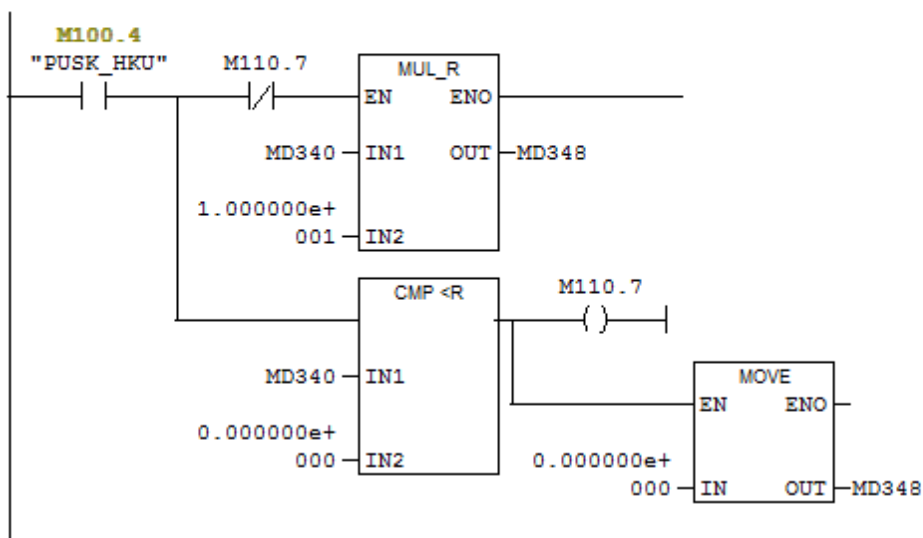 M100.4
"PUSK_HKU"
M110.7
MUL_R
EN ENO
MD340 IN1 OUT MD348
1.000000e+
001 IN2
CMP <R
M110.7
MD340 IN1
MOVE
EN ENO
0.000000e+
000 IN2
0.000000e+
000 IN OUT MD348